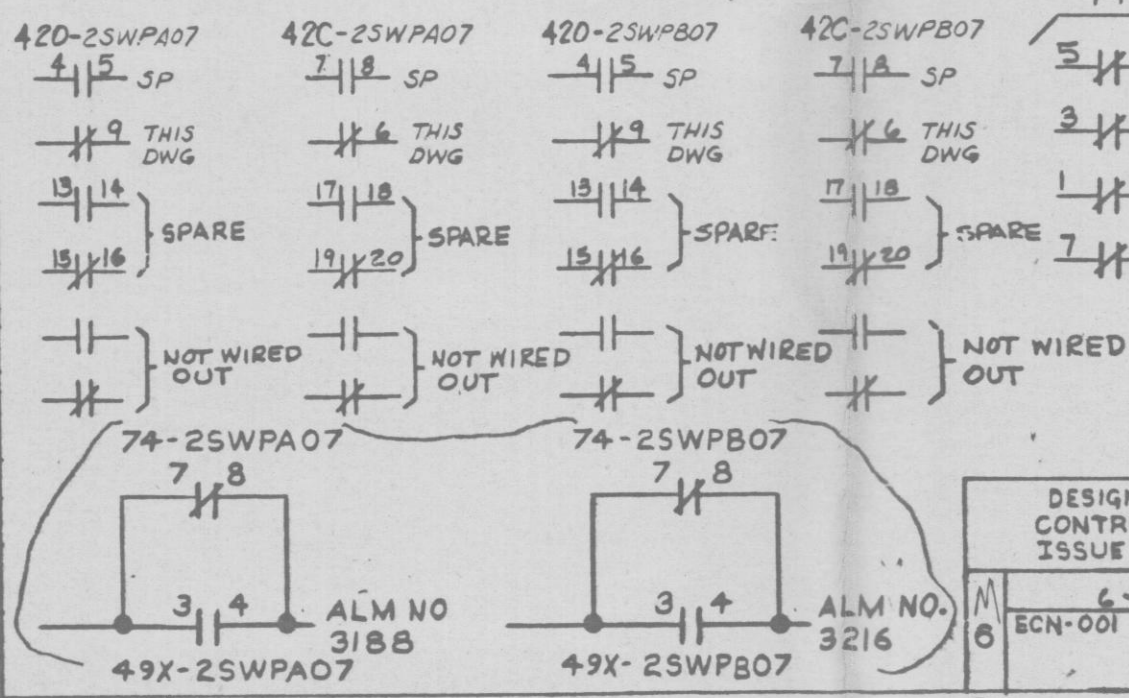 420-2SWPA07 42C-2SWPA07 420-2SWPB07 42C-2SWPB07
4 5 SP 7 8 SP 4 5 SP 7 8 SP 5
9 THIS DWG 6 THIS DWG 9 THIS DWG 6 THIS DWG 3
13 14 17 18 13 14 17 18 1
SPARE SPARE SPARE SPARE
15 16 19 20 15 16 19 20 7
NOT WIRED OUT NOT WIRED OUT NOT WIRED OUT NOT WIRED OUT
74-2SWPA07 74-2SWPB07
7 8 7 8
3 4 ALM NO 3188 3 4 ALM NO. 3216
49X-2SWPA07 49X-2SWPB07
DESIGN
CONTR
ISSUE
M 6-
6 ECN-001